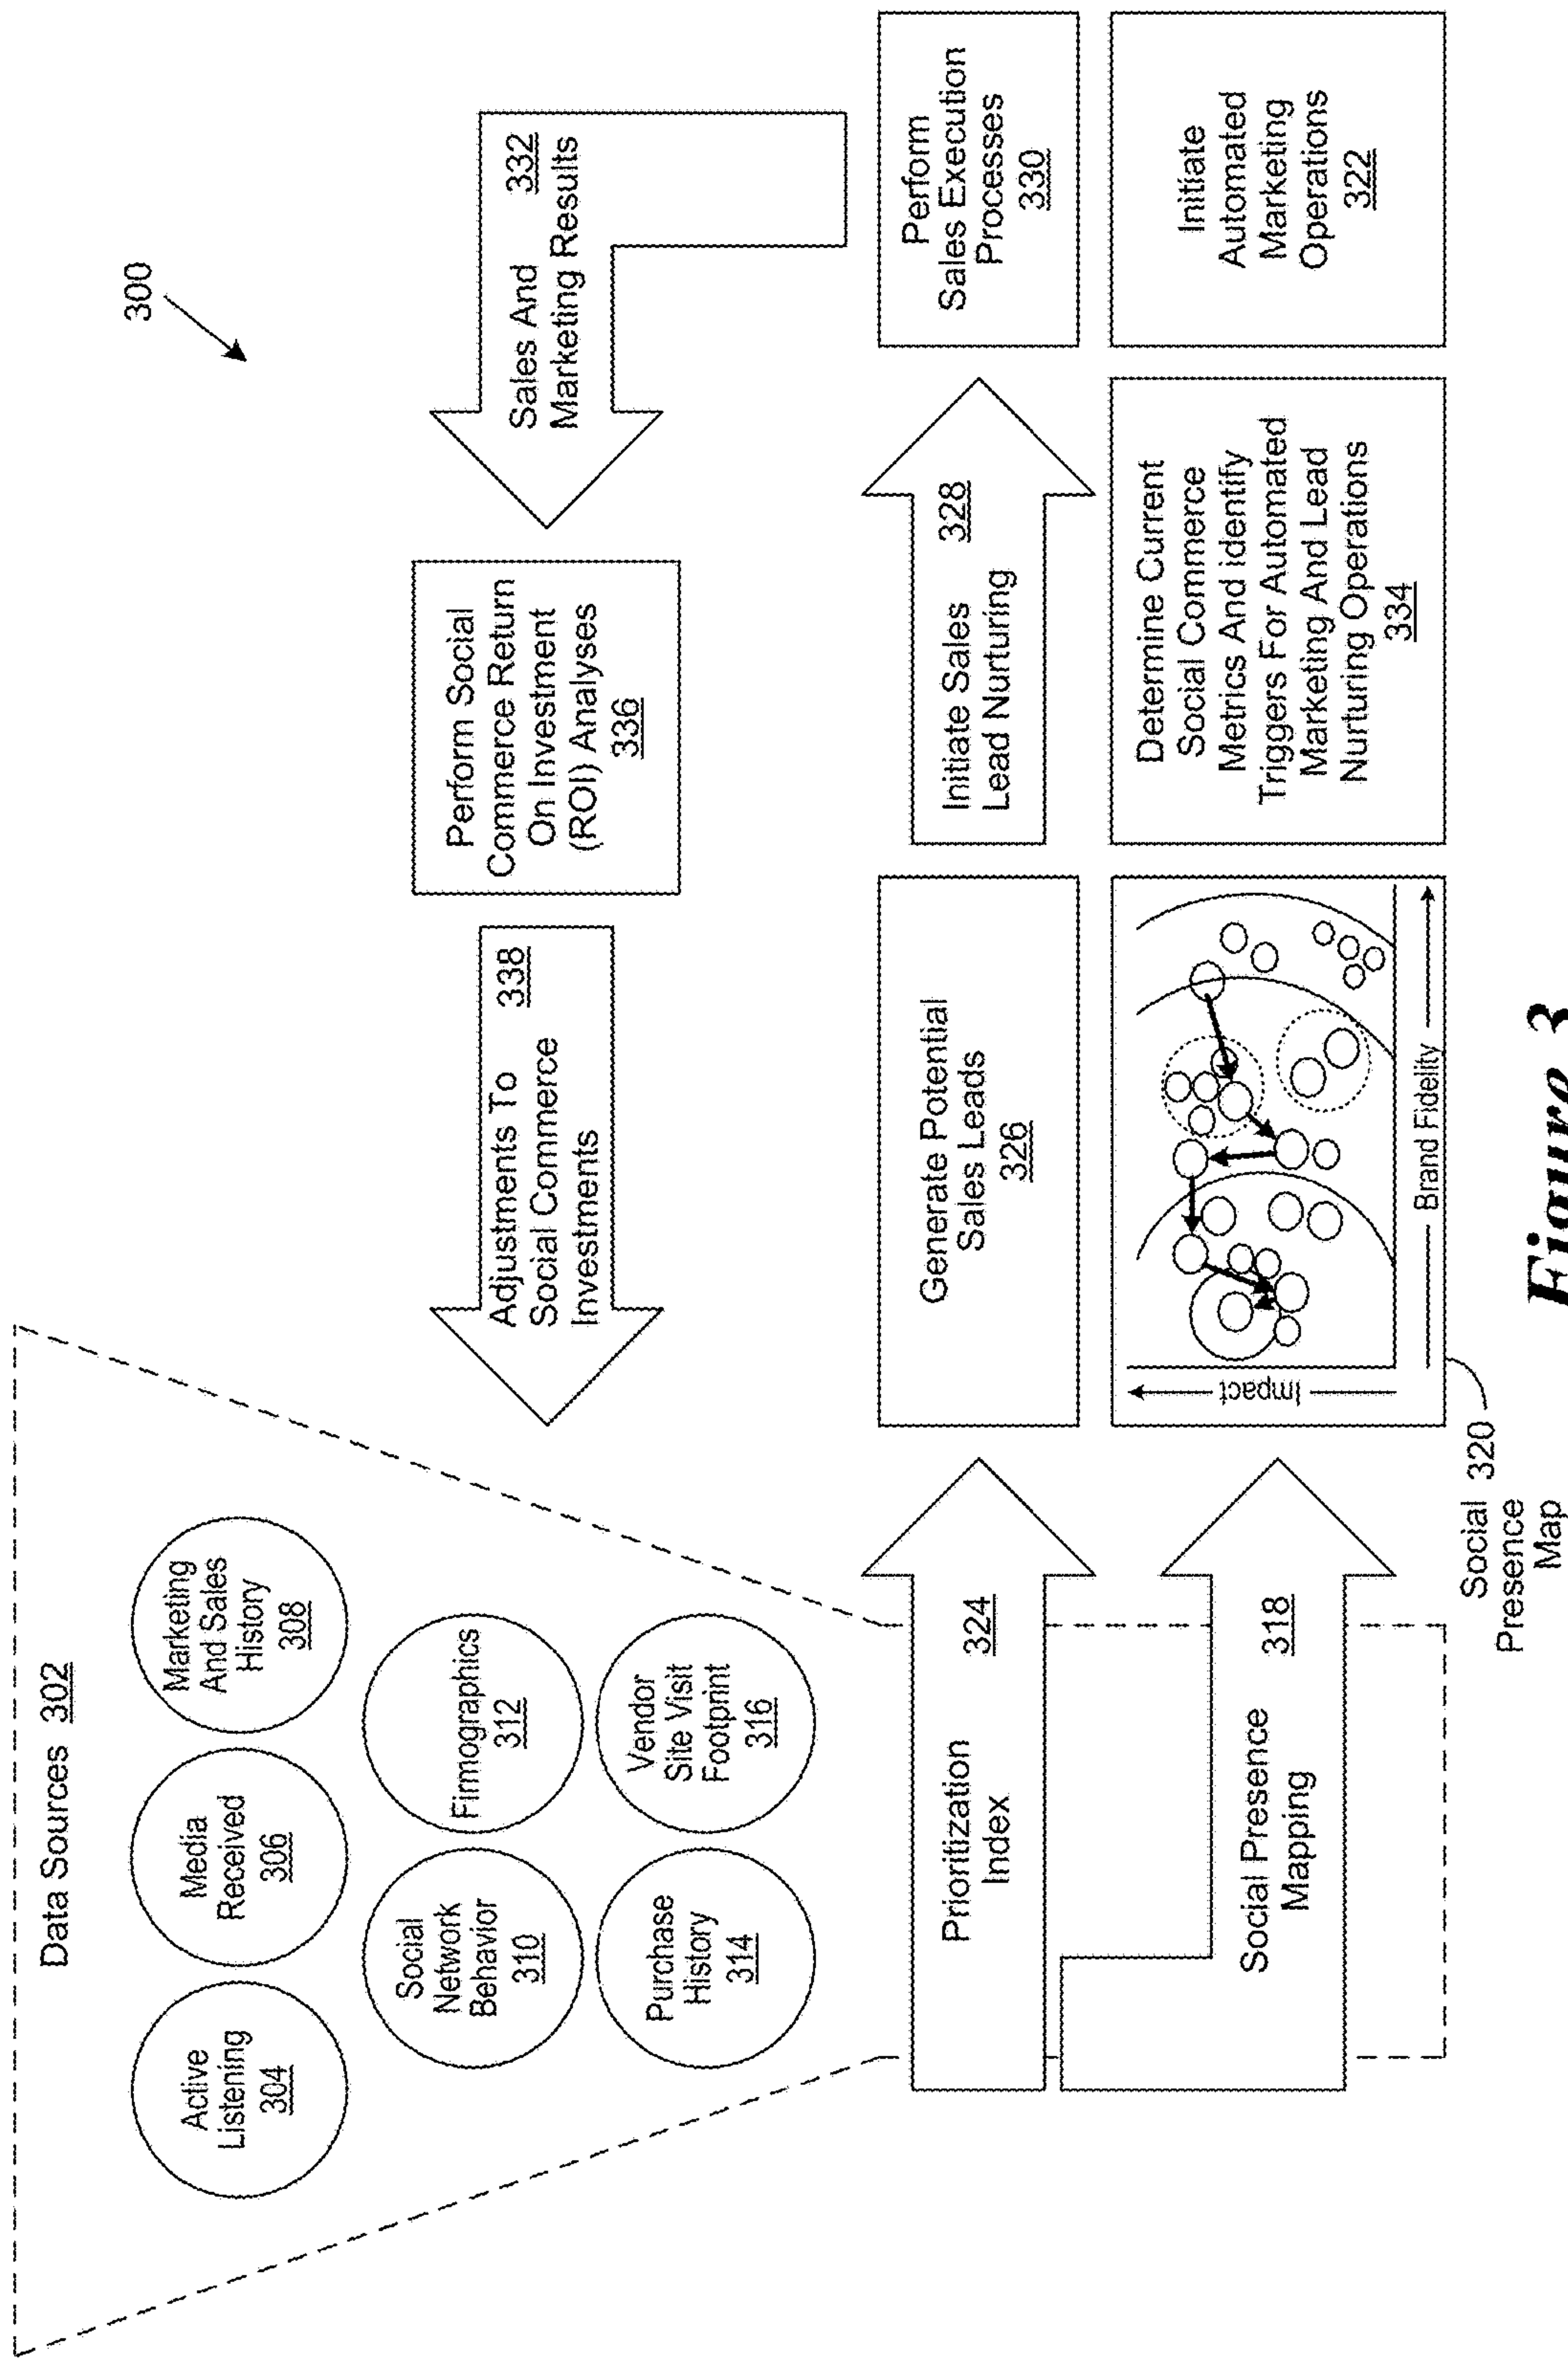 300
Data Sources 302
Active
Listening
304
Media
Received
306
Marketing
And Sales
History
308
Social
Network
Behavior
310
Firmographics
312
Purchase
History
314
Vendor
Site Visit
Footprint
316
Adjustments To 338
Social Commerce
Investments
Perform Social
Commerce Return
On Investment
(ROI) Analyses
336
332
Sales And
Marketing Results
Prioritization 324
Index
Generate Potential
Sales Leads
326
Initiate Sales 328
Lead Nurturing
Perform
Sales Execution
Processes
330
Social Presence 318
Mapping
Impact
Brand Fidelity
Determine Current
Social Commerce
Metrics And identify
Triggers For Automated
Marketing And Lead
Nurturing Operations
334
Initiate
Automated
Marketing
Operations
322
Social 320
Presence
Map
Figure 3